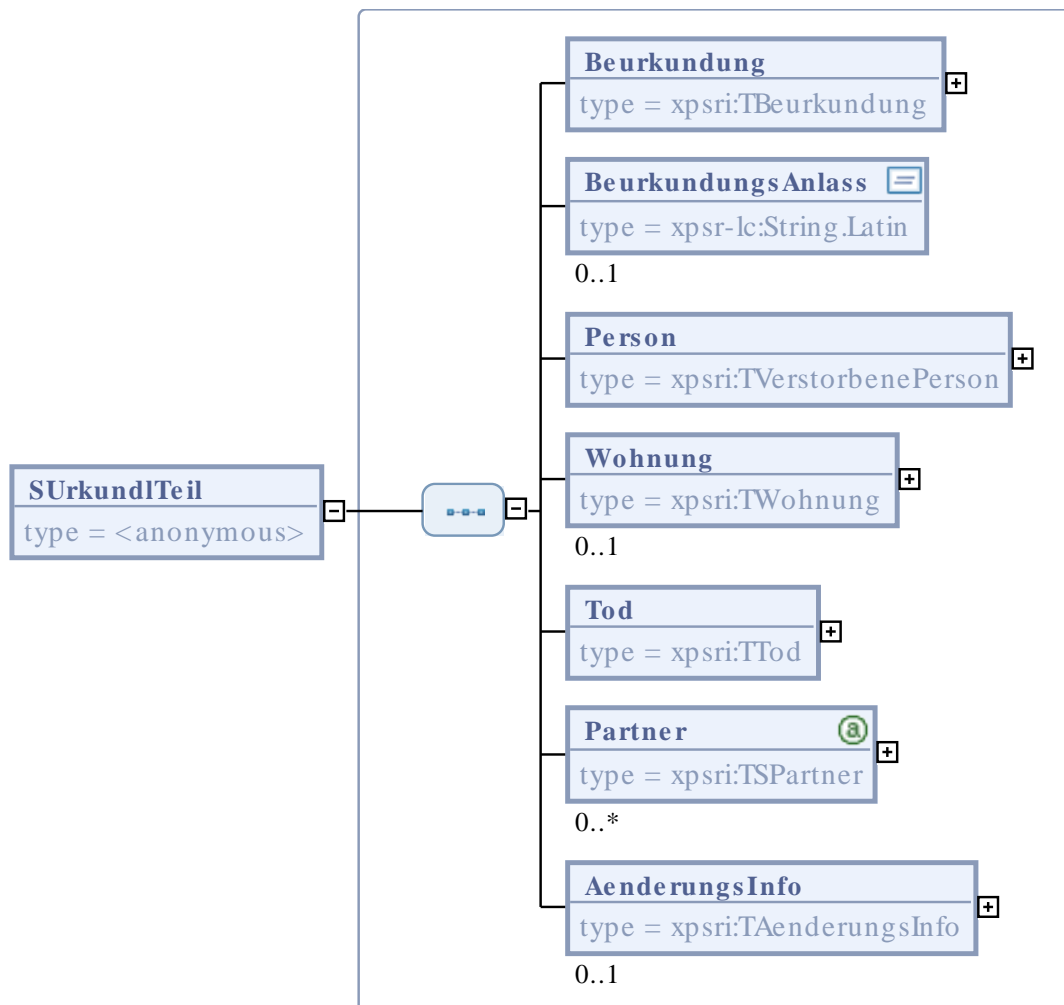 Beurkundung
type = xpsri:TBeurkundung
BeurkundungsAnlass
type = xpsr-lc:String.Latin
0..1
Person
type = xpsri:TVerstorbenePerson
Wohnung
type = xpsri:TWohnung
0..1
SUrkundlTeil
type = <anonymous>
Tod
type = xpsri:TTod
Partner
a
type = xpsri:TSPartner
0..*
AenderungsInfo
type = xpsri:TAenderungsInfo
0..1